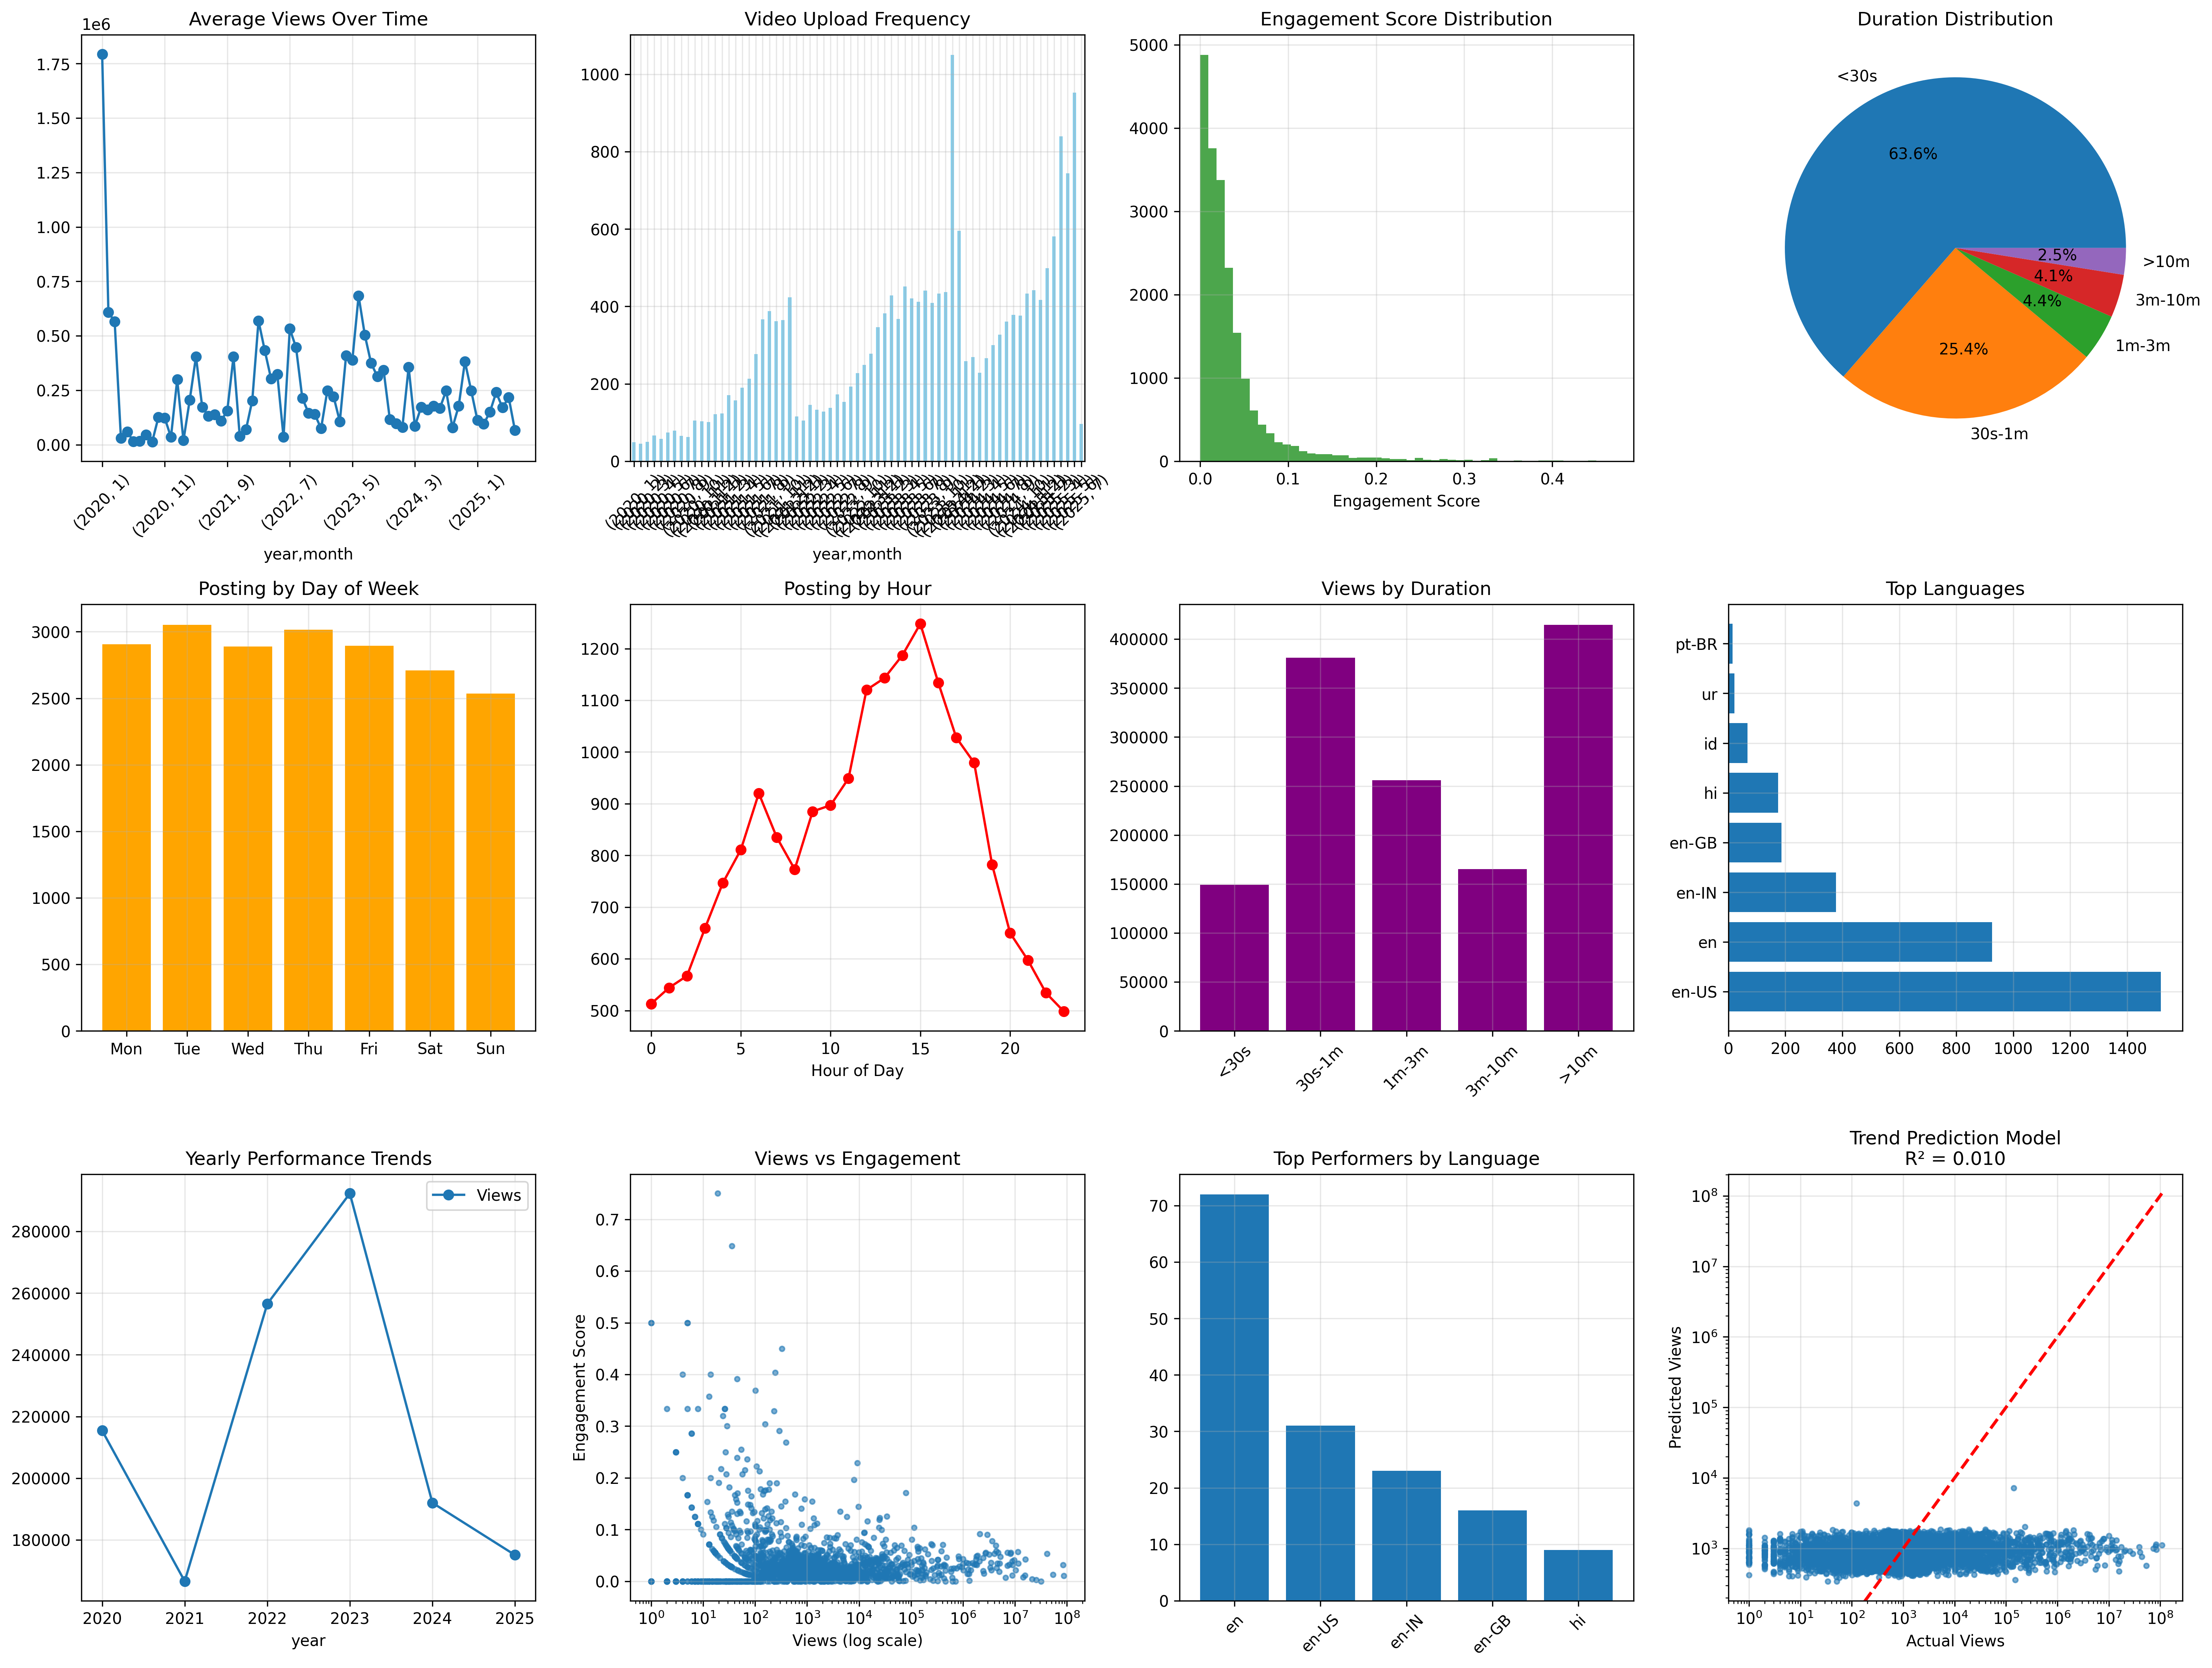 Average Views Over Time
1e6
1.75
1.50
1.25
1.00
0.75
0.50
0.25
0.00
(2020, 1)
(2020, 11)
(2021, 9)
(2022, 7)
(2023, 5)
(2024, 3)
(2025, 1)
year,month
Video Upload Frequency
1000
800
600
400
200
0
(2025, 7)
year,month
Engagement Score Distribution
5000
4000
3000
2000
1000
0
0.0 0.1 0.2 0.3 0.4
Engagement Score
Duration Distribution
<30s
63.6%
2.5%
>10m
4.1%
3m-10m
4.4%
1m-3m
25.4%
30s-1m
Posting by Day of Week
3000
2500
2000
1500
1000
500
0
Mon Tue Wed Thu Fri Sat Sun
Posting by Hour
1200
1100
1000
900
800
700
600
500
0 5 10 15 20
Hour of Day
Views by Duration
400000
350000
300000
250000
200000
150000
100000
50000
0
<30s
30s-1m
1m-3m
3m-10m
>10m
Top Languages
pt-BR
ur
id
hi
en-GB
en-IN
en
en-US
0 200 400 600 800 1000 1200 1400
Yearly Performance Trends
Views
280000
260000
240000
220000
200000
180000
2020 2021 2022 2023 2024 2025
year
Views vs Engagement
Engagement Score
0.7
0.6
0.5
0.4
0.3
0.2
0.1
0.0
10⁰ 10¹ 10² 10³ 10⁴ 10⁵ 10⁶ 10⁷ 10⁸
Views (log scale)
Top Performers by Language
70
60
50
40
30
20
10
0
en
en-US
en-IN
en-GB
hi
Trend Prediction Model
R² = 0.010
Predicted Views
10⁸
10⁷
10⁶
10⁵
10⁴
10³
10⁰ 10¹ 10² 10³ 10⁴ 10⁵ 10⁶ 10⁷ 10⁸
Actual Views